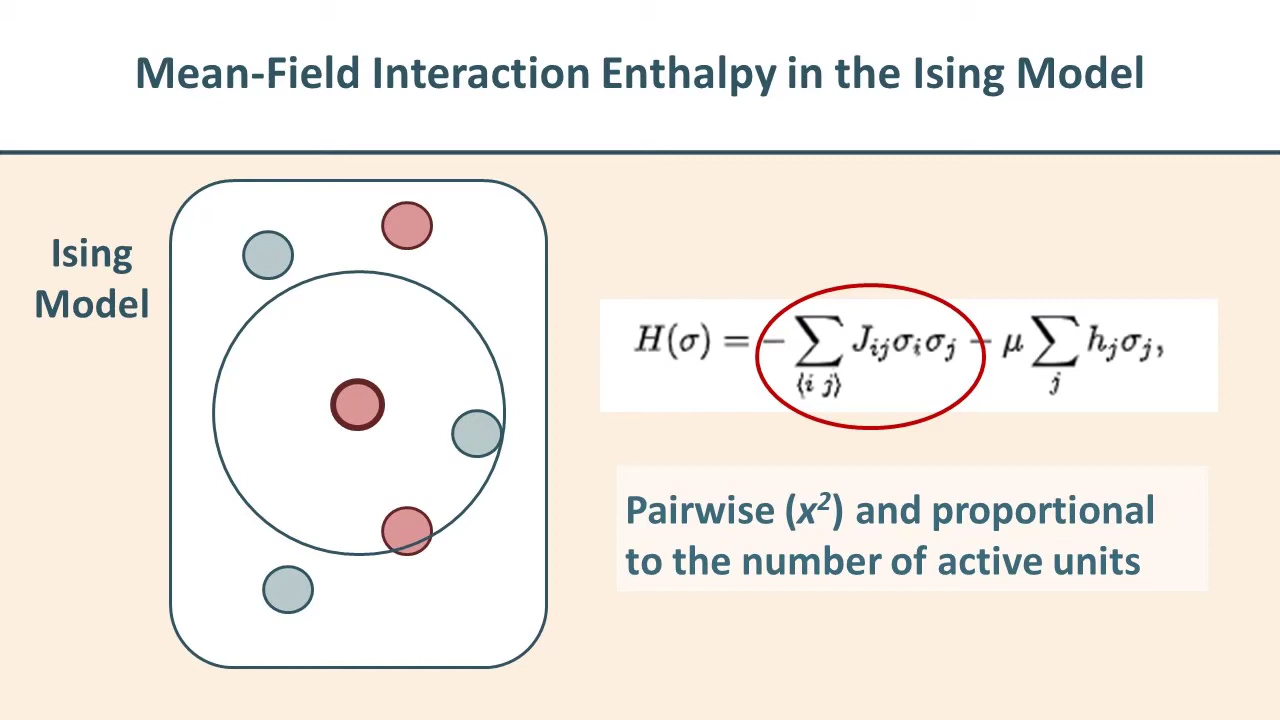 Mean-Field Interaction Enthalpy in the Ising Model
Ising
Model
H(σ) = − ∑⟨i j⟩ Jijσiσj − μ ∑j hjσj,
Pairwise (x²) and proportional
to the number of active units